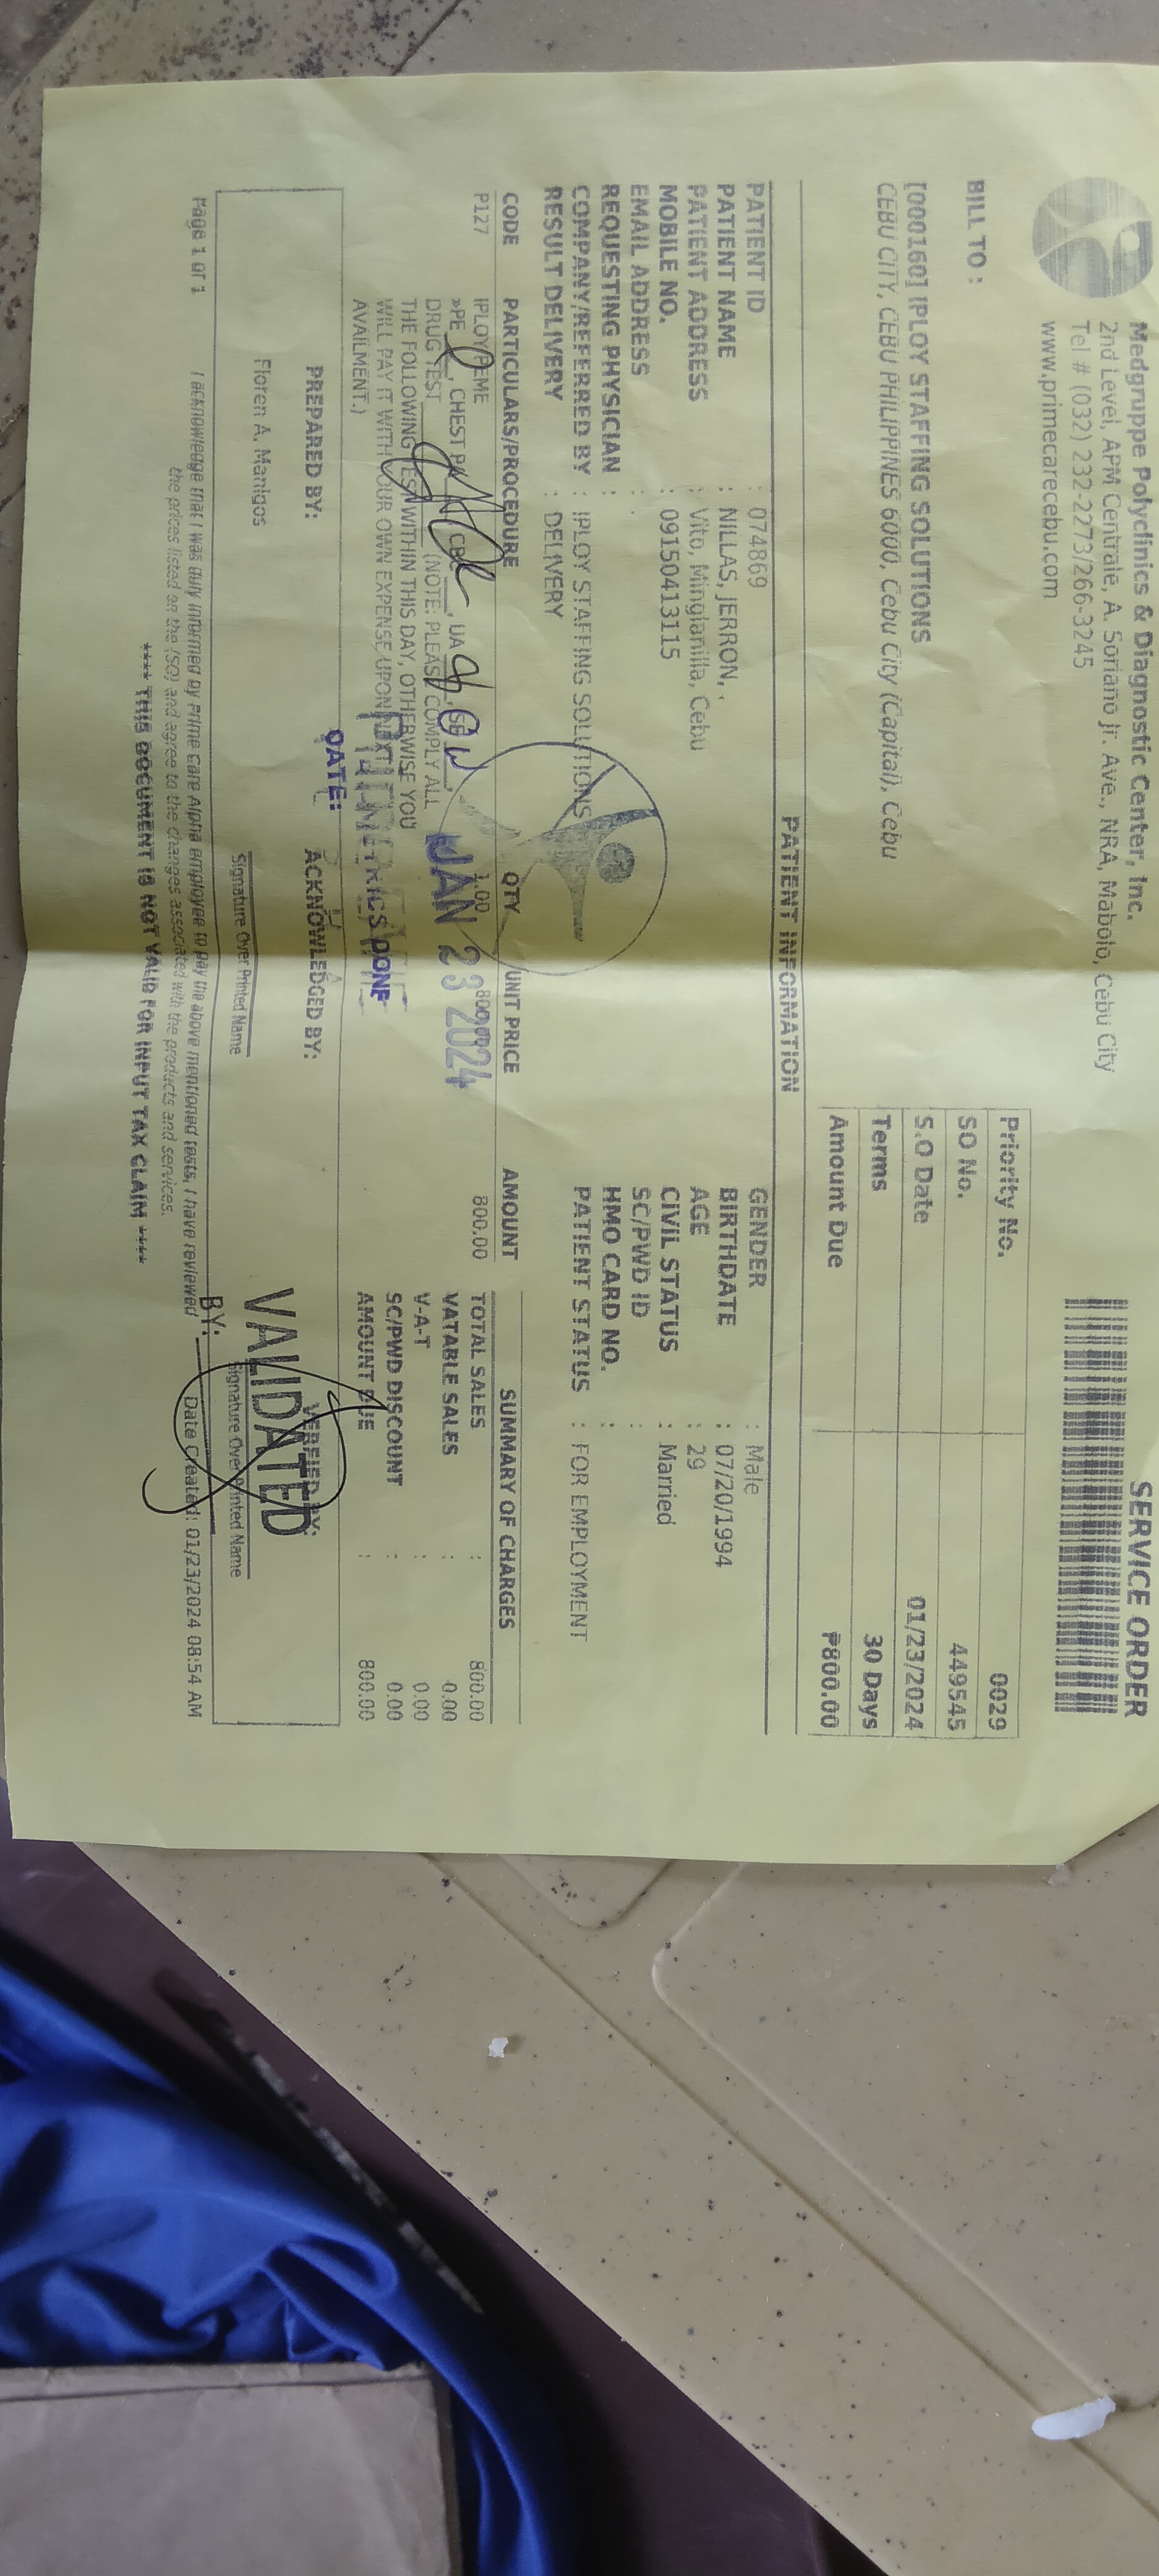 Medgruppe Polyclinics & Diagnostic Center, Inc.
2nd Level, APM Centrale, A. Soriano Jr. Ave., NRA, Mabolo, Cebu City
Tel # (032) 232-2273/266-3245
www.primecarecebu.com
SERVICE ORDER
BILL TO :
[000160] IPLOY STAFFING SOLUTIONS
CEBU CITY, CEBU PHILIPPINES 6000, Cebu City (Capital), Cebu
Priority No. 0029
SO No. 449545
S.O Date 01/23/2024
Terms 30 Days
Amount Due ₱800.00
PATIENT INFORMATION
PATIENT ID : 074869 GENDER : Male
PATIENT NAME : NILLAS, JERRON, . BIRTHDATE : 07/20/1994
PATIENT ADDRESS : Vito, Minglanilla, Cebu AGE : 29
MOBILE NO. : 09150413115 CIVIL STATUS : Married
EMAIL ADDRESS : . SC/PWD ID :
REQUESTING PHYSICIAN : HMO CARD NO. :
COMPANY/REFERRED BY : IPLOY STAFFING SOLUTIONS PATIENT STATUS : FOR EMPLOYMENT
RESULT DELIVERY : DELIVERY
CODE PARTICULARS/PROCEDURE QTY UNIT PRICE AMOUNT SUMMARY OF CHARGES
P127 IPLOY PEME 1.00 800.00 800.00 TOTAL SALES : 800.00
»PE , CHEST PA , CBC , UA , SE VATABLE SALES : 0.00
DRUG TEST (NOTE: PLEASE COMPLY ALL V-A-T : 0.00
THE FOLLOWING TEST WITHIN THIS DAY, OTHERWISE YOU SC/PWD DISCOUNT : 0.00
WILL PAY IT WITH YOUR OWN EXPENSE UPON NEXT AMOUNT DUE : 800.00
AVAILMENT.)
JAN 23 2024
DONE
DATE:
PREPARED BY: ACKNOWLEDGED BY: VERIFIED BY:
VALIDATED
Floren A. Manigos
Signature Over Printed Name Signature Over Printed Name
BY:
Page 1 of 1 I acknowledge that I was duly informed by Prime Care Alpha employee to pay the above mentioned tests, I have reviewed Date Created: 01/23/2024 08:54 AM
the prices listed on the (SO) and agree to the changes associated with the products and services.
**** THIS DOCUMENT IS NOT VALID FOR INPUT TAX CLAIM ****